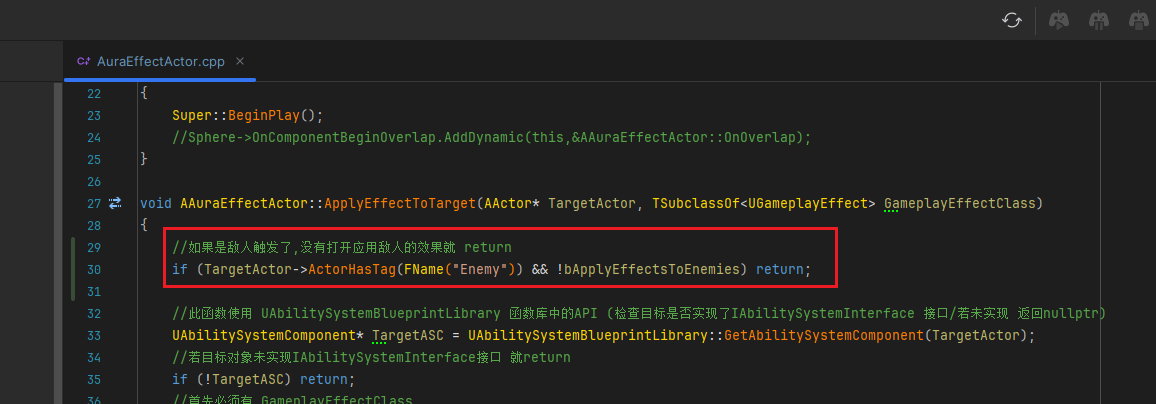 C+ AuraEffectActor.cpp ×
22 {
23 Super::BeginPlay();
24 //Sphere->OnComponentBeginOverlap.AddDynamic(this,&AAuraEffectActor::OnOverlap);
25 }
26
27 void AAuraEffectActor::ApplyEffectToTarget(AActor* TargetActor, TSubclassOf<UGameplayEffect> GameplayEffectClass)
28 {
29 //如果是敌人触发了,没有打开应用敌人的效果就 return
30 if (TargetActor->ActorHasTag(FName("Enemy")) && !bApplyEffectsToEnemies) return;
31
32 //此函数使用 UAbilitySystemBlueprintLibrary 函数库中的API (检查目标是否实现了IAbilitySystemInterface 接口/若未实现 返回nullptr)
33 UAbilitySystemComponent* TargetASC = UAbilitySystemBlueprintLibrary::GetAbilitySystemComponent(TargetActor);
34 //若目标对象未实现IAbilitySystemInterface接口 就return
35 if (!TargetASC) return;
36 //首先必须有 GameplayEffectClass